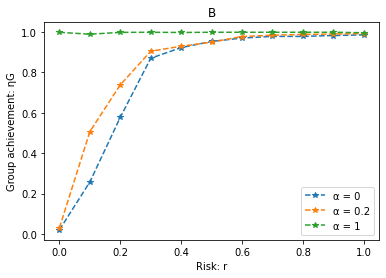 B
Group achievement: ηG
1.0
0.8
0.6
0.4
0.2
0.0
α = 0
α = 0.2
α = 1
0.0 0.2 0.4 0.6 0.8 1.0
Risk: r